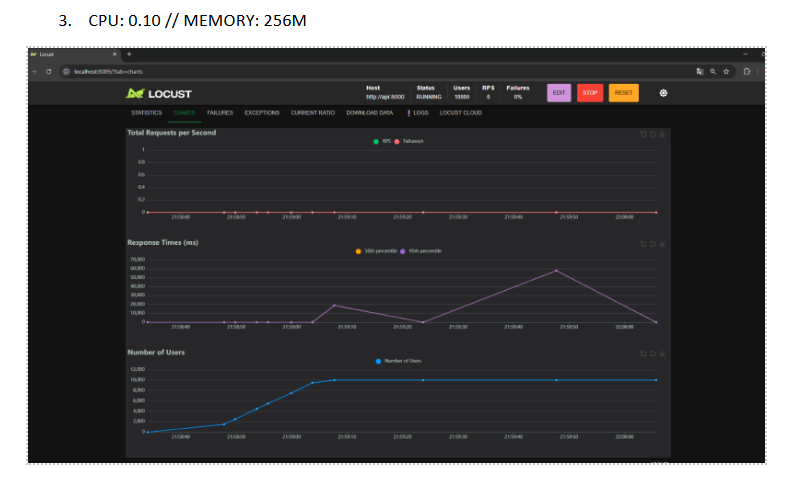 3. CPU: 0.10 // MEMORY: 256M
Locust
localhost:8089/?tab=charts
LOCUST
Host Status Users RPS Failures
http://api:8000 RUNNING 10000 0 0%
EDIT STOP RESET
STATISTICS CHARTS FAILURES EXCEPTIONS CURRENT RATIO DOWNLOAD DATA LOGS LOCUST CLOUD
Total Requests per Second
RPS Failures/s
1
0.8
0.6
0.4
0.2
0
21:58:40 21:58:50 21:59:00 21:59:10 21:59:20 21:59:30 21:59:40 21:59:50 22:00:00
Response Times (ms)
50th percentile 95th percentile
70,000
60,000
50,000
40,000
30,000
20,000
10,000
0
21:58:40 21:58:50 21:59:00 21:59:10 21:59:20 21:59:30 21:59:40 21:59:50 22:00:00
Number of Users
Number of Users
12,000
10,000
8,000
6,000
4,000
2,000
0
21:58:40 21:58:50 21:59:00 21:59:10 21:59:20 21:59:30 21:59:40 21:59:50 22:00:00